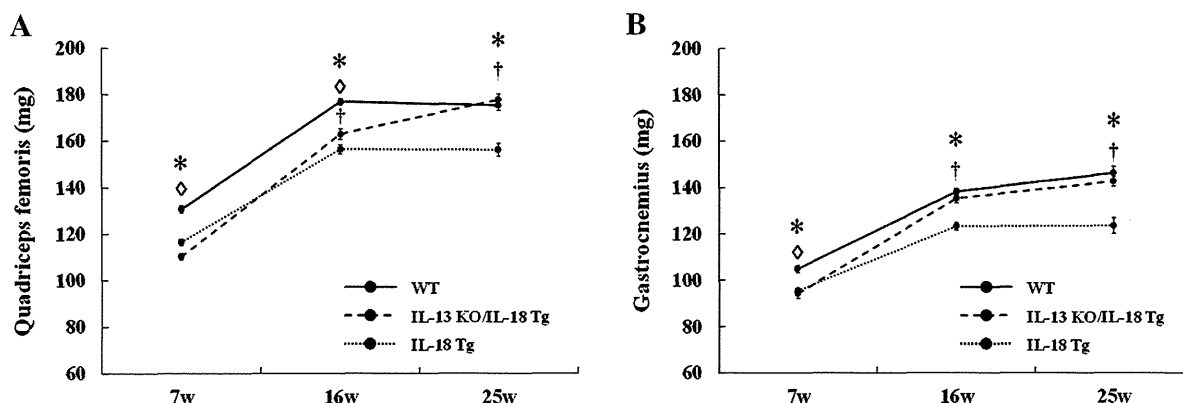 A
Quadriceps femoris (mg)
200
180
160
140
120
100
80
60
*
◇
*
◇
†
*
†
WT
IL-13 KO/IL-18 Tg
IL-18 Tg
7w 16w 25w
B
Gastrocnemius (mg)
200
180
160
140
120
100
80
60
*
◇
*
†
*
†
WT
IL-13 KO/IL-18 Tg
IL-18 Tg
7w 16w 25w